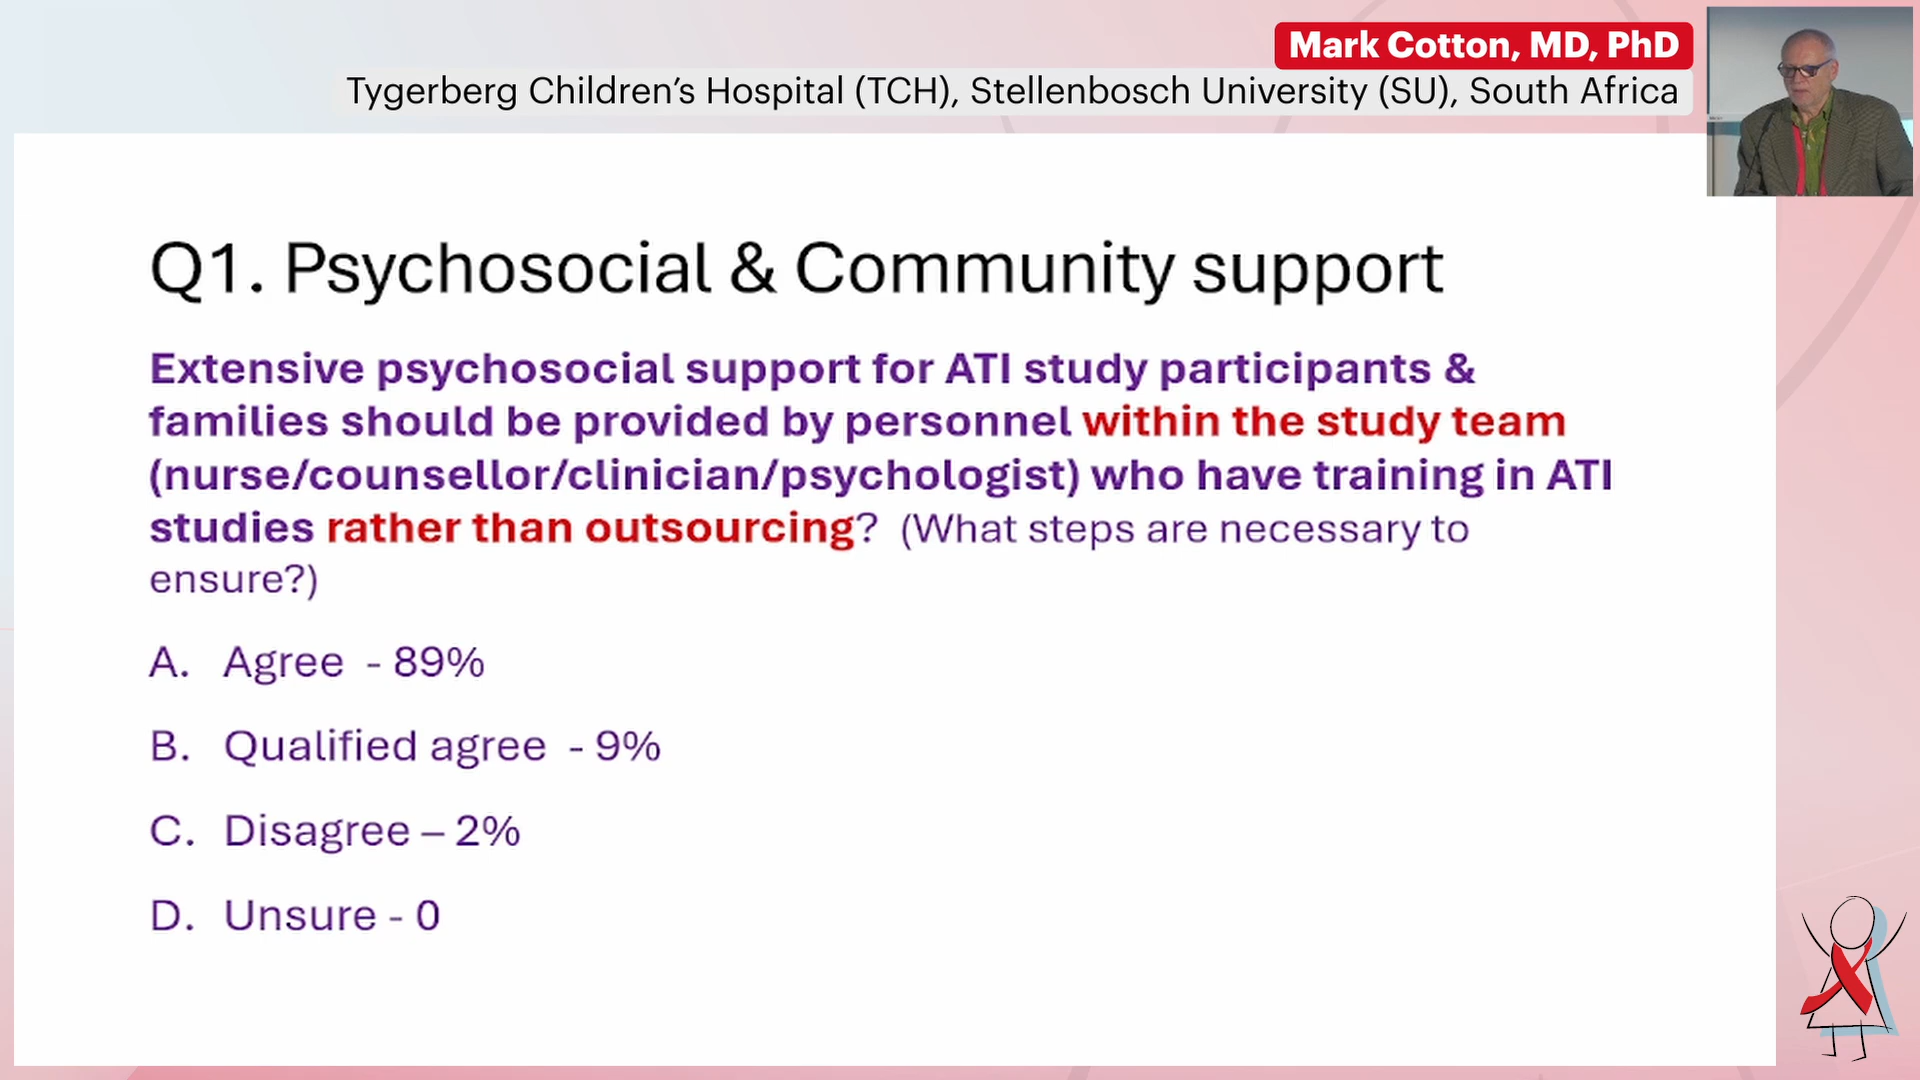 Mark Cotton, MD, PhD
Tygerberg Children’s Hospital (TCH), Stellenbosch University (SU), South Africa
Q1. Psychosocial & Community support
Extensive psychosocial support for ATI study participants &
families should be provided by personnel within the study team
(nurse/counsellor/clinician/psychologist) who have training in ATI
studies rather than outsourcing? (What steps are necessary to
ensure?)
A. Agree - 89%
B. Qualified agree - 9%
C. Disagree – 2%
D. Unsure - 0